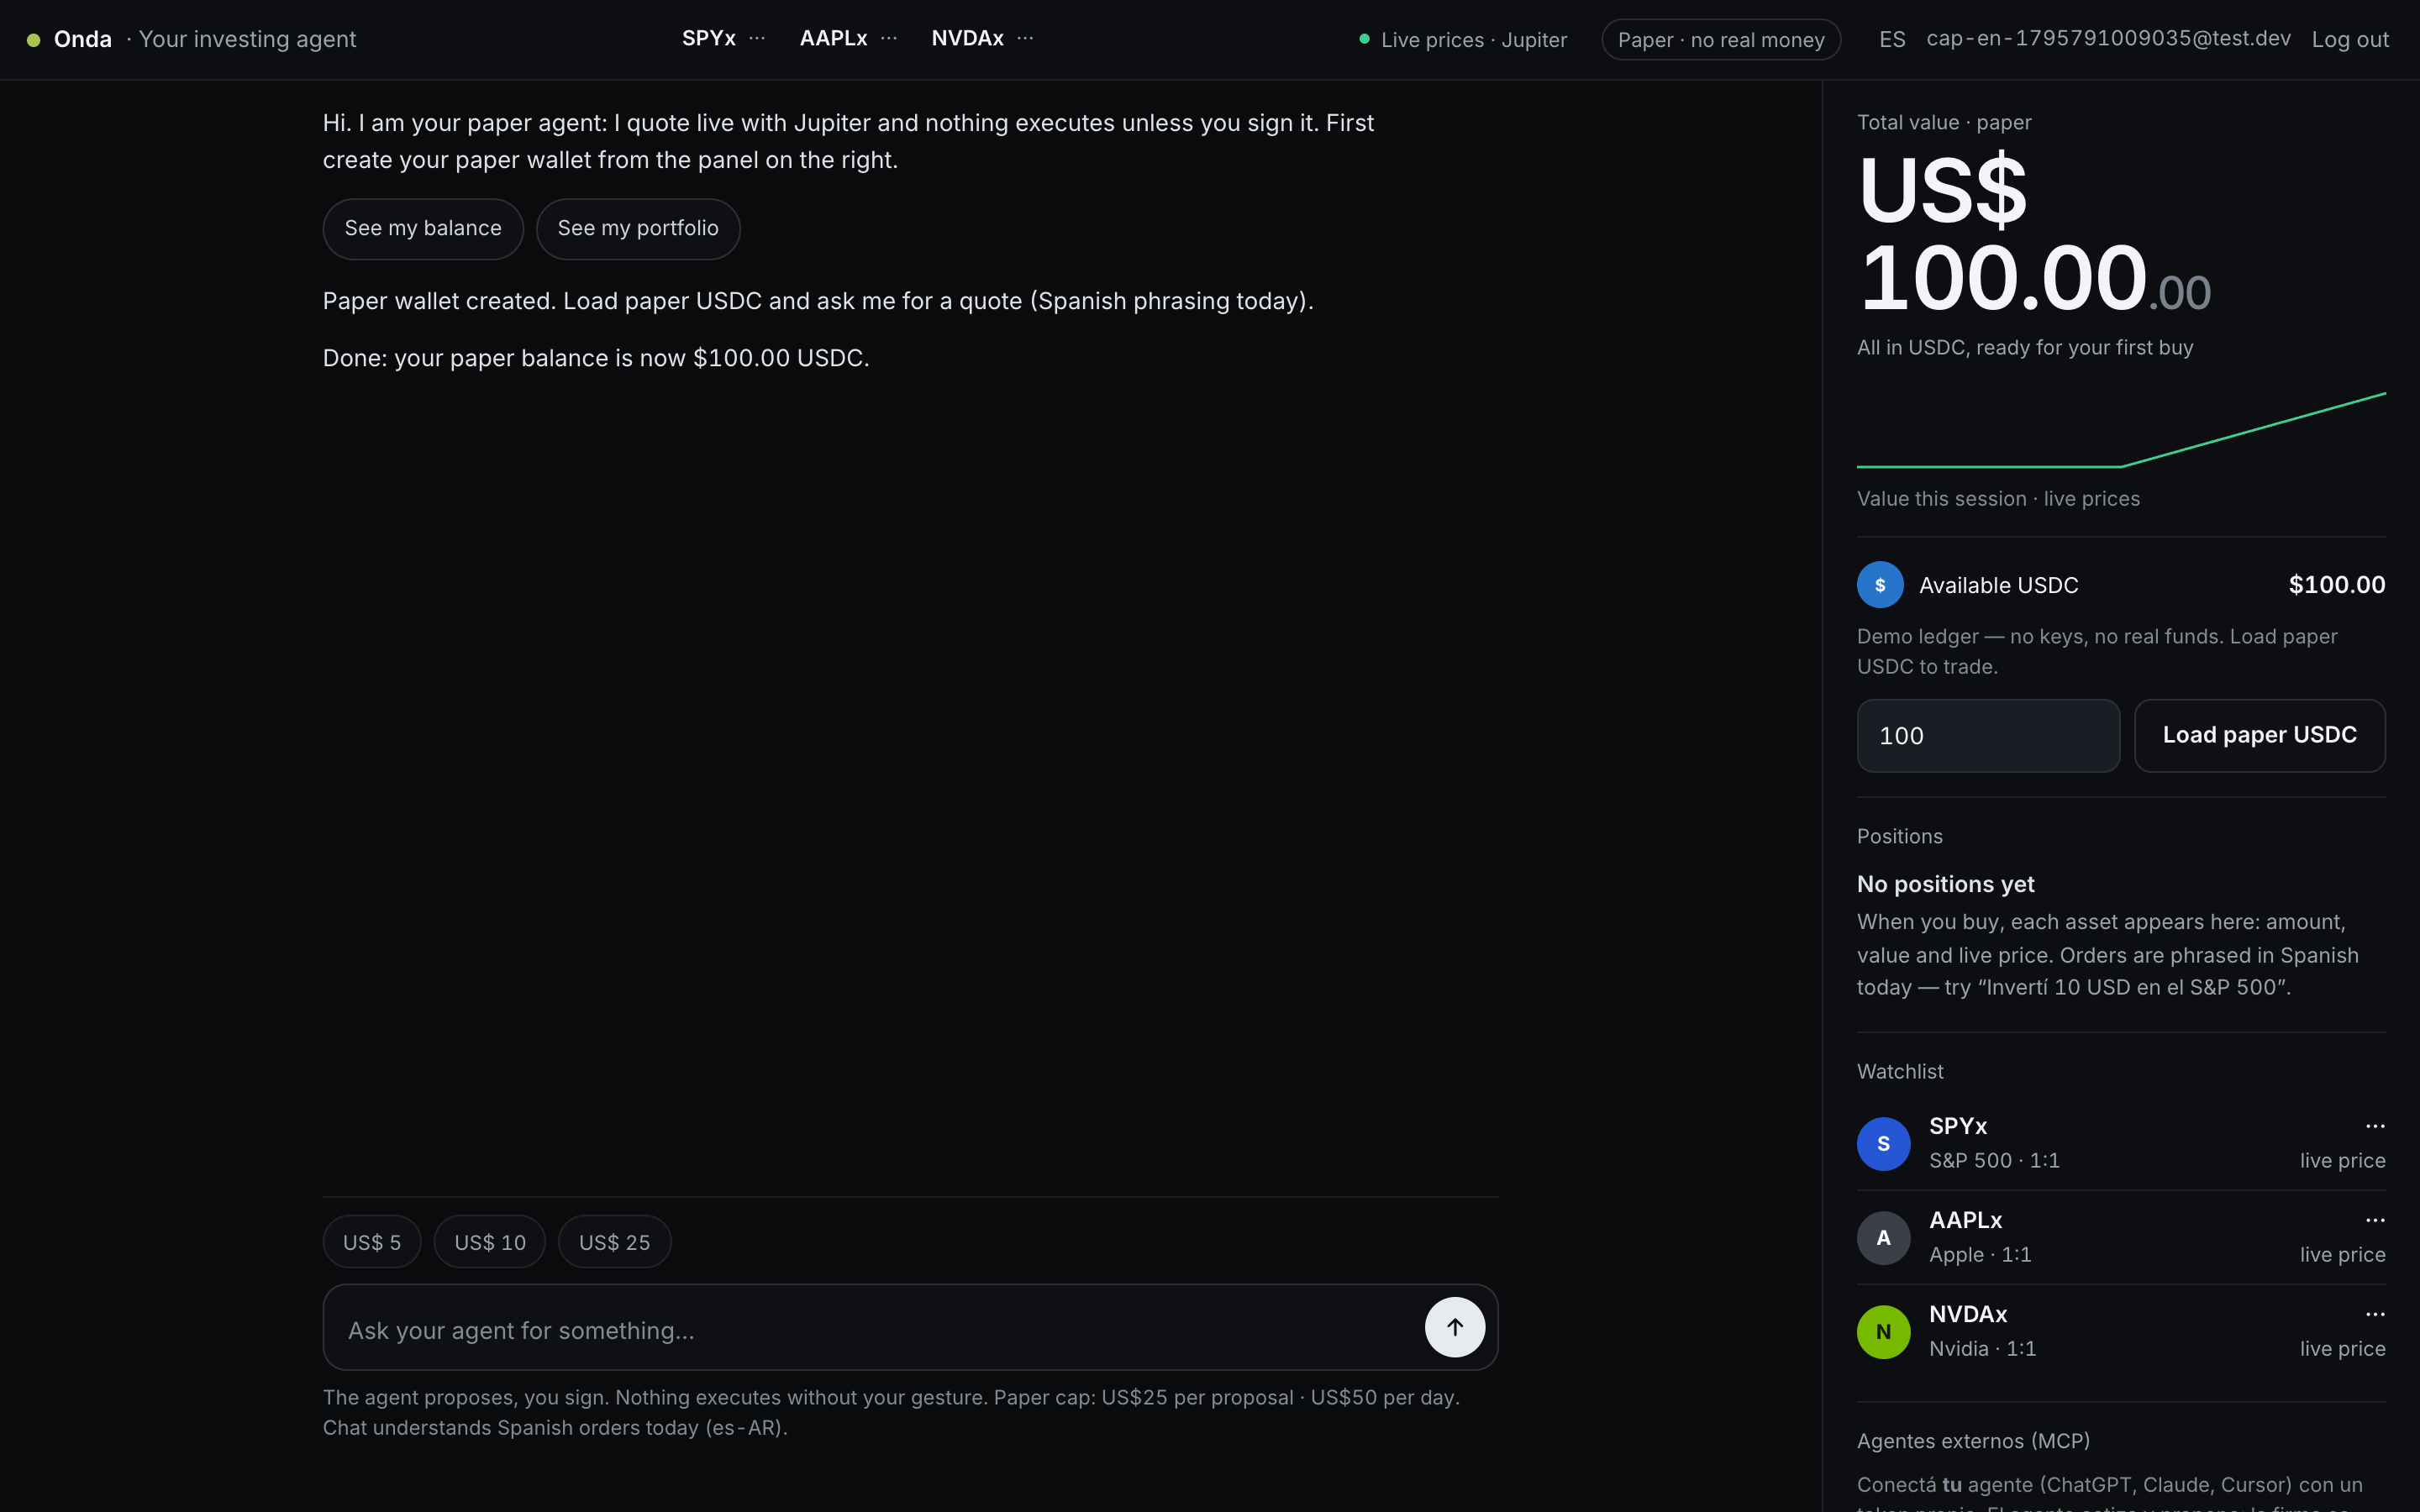 Onda · Your investing agent
SPYx ··· AAPLx ··· NVDAx ···
Live prices · Jupiter
Paper · no real money
ES
cap-en-1795791009035@test.dev
Log out
Hi. I am your paper agent: I quote live with Jupiter and nothing executes unless you sign it. First
create your paper wallet from the panel on the right.
See my balance
See my portfolio
Paper wallet created. Load paper USDC and ask me for a quote (Spanish phrasing today).
Done: your paper balance is now $100.00 USDC.
US$ 5
US$ 10
US$ 25
Ask your agent for something...
The agent proposes, you sign. Nothing executes without your gesture. Paper cap: US$25 per proposal · US$50 per day.
Chat understands Spanish orders today (es-AR).
Total value · paper
US$
100.00.00
All in USDC, ready for your first buy
Value this session · live prices
$ Available USDC $100.00
Demo ledger — no keys, no real funds. Load paper
USDC to trade.
100
Load paper USDC
Positions
No positions yet
When you buy, each asset appears here: amount,
value and live price. Orders are phrased in Spanish
today — try “Invertí 10 USD en el S&P 500”.
Watchlist
S
SPYx ···
S&P 500 · 1:1 live price
A
AAPLx ···
Apple · 1:1 live price
N
NVDAx ···
Nvidia · 1:1 live price
Agentes externos (MCP)
Conectá tu agente (ChatGPT, Claude, Cursor) con un